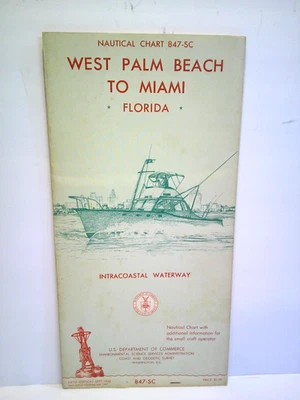 NAUTICAL CHART 847-SC
WEST PALM BEACH
TO MIAMI
FLORIDA
INTRACOASTAL WATERWAY
Nautical Chart with
additional information for
the small craft operator
U.S. DEPARTMENT OF COMMERCE
ENVIRONMENTAL SCIENCE SERVICES ADMINISTRATION
COAST AND GEODETIC SURVEY
WASHINGTON, D.C.
847-SC